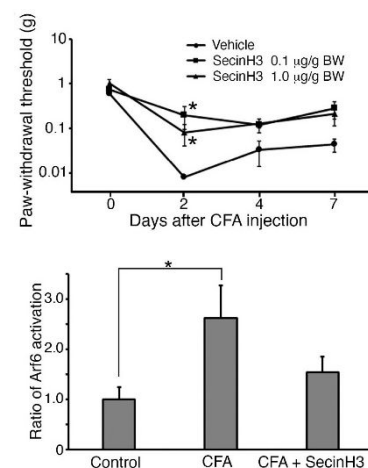 Paw-withdrawal threshold (g)
Vehicle
SecinH3 0.1 µg/g BW
SecinH3 1.0 µg/g BW
10
1
0.1
0.01
*
*
0 2 4 7
Days after CFA injection
Ratio of Arf6 activation
3.0
2.0
1.0
0
*
Control CFA CFA + SecinH3